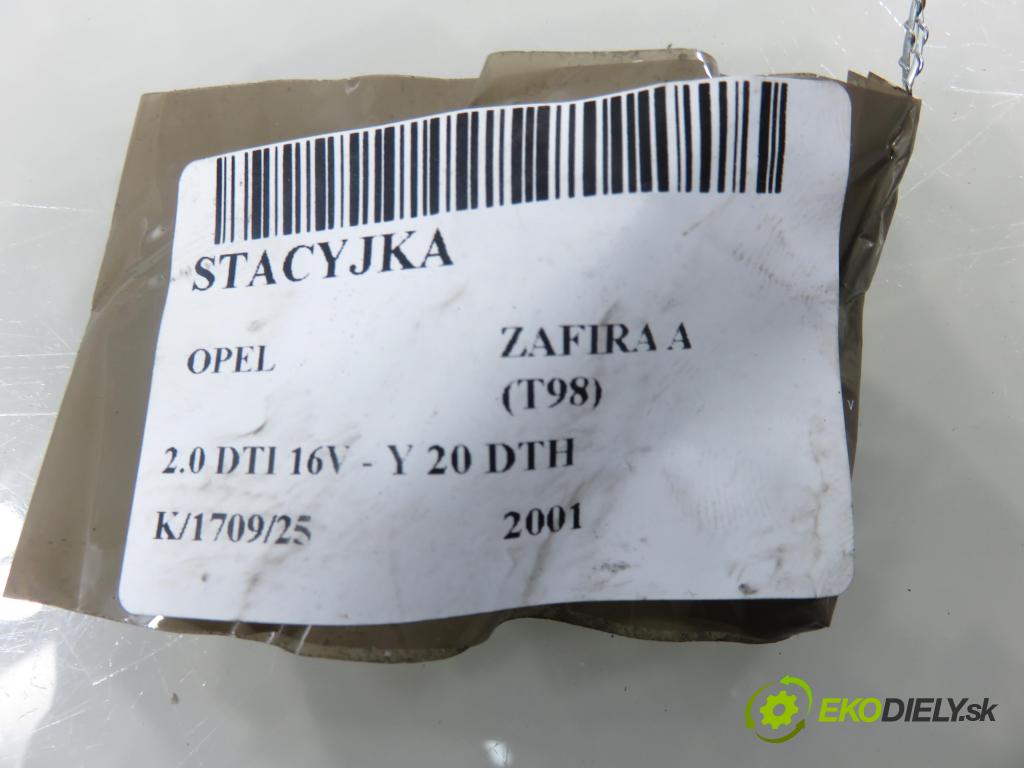 STACYJKA
OPEL
ZAFIRA A
(T98)
2.0 DTI 16V - Y 20 DTH
K/1709/25
2001
V
EKODIELY.sk